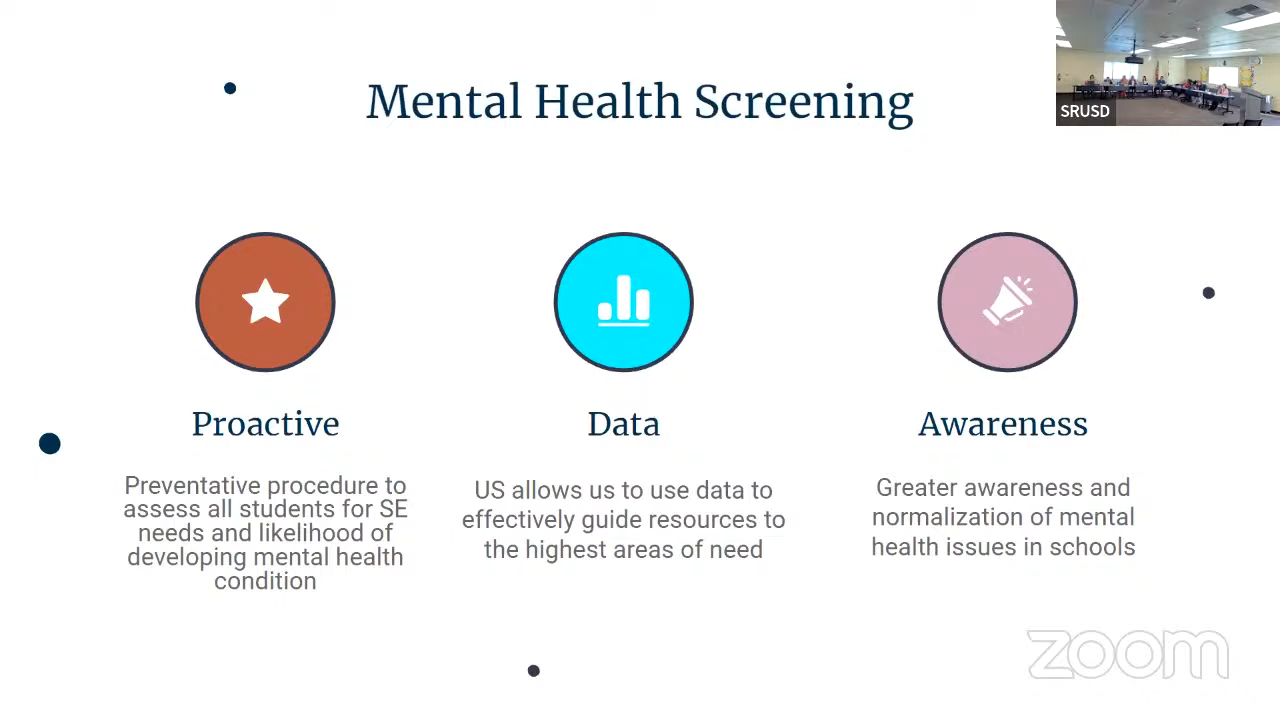 Mental Health Screening
SRUSD
Proactive
Preventative procedure to
assess all students for SE
needs and likelihood of
developing mental health
condition
Data
US allows us to use data to
effectively guide resources to
the highest areas of need
Awareness
Greater awareness and
normalization of mental
health issues in schools
zoom